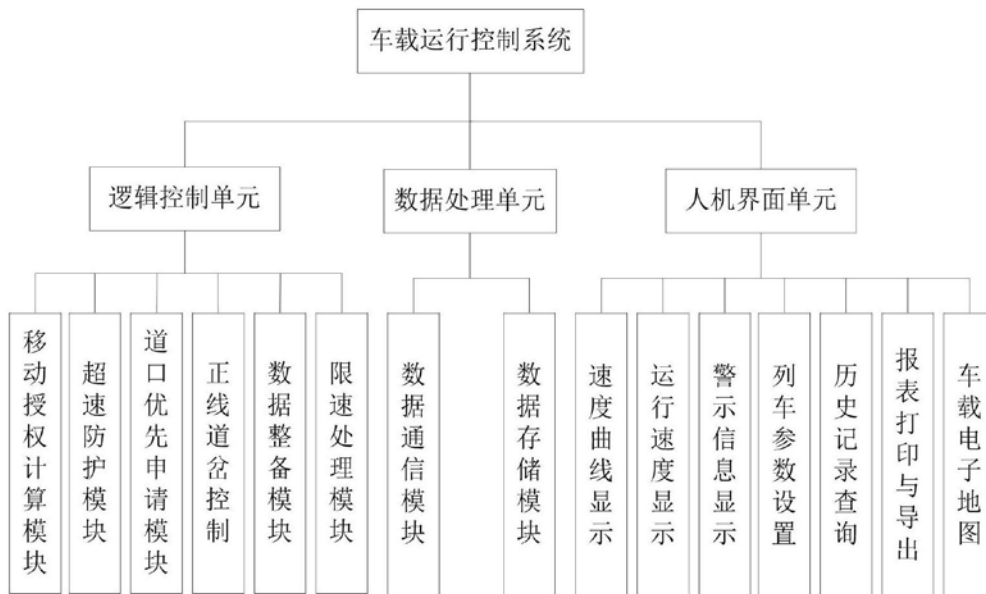 车载运行控制系统
逻辑控制单元
数据处理单元
人机界面单元
移动授权计算模块
超速防护模块
道口优先申请模块
正线道岔控制
数据整备模块
限速处理模块
数据通信模块
数据存储模块
速度曲线显示
运行速度显示
警示信息显示
列车参数设置
历史记录查询
报表打印与导出
车载电子地图